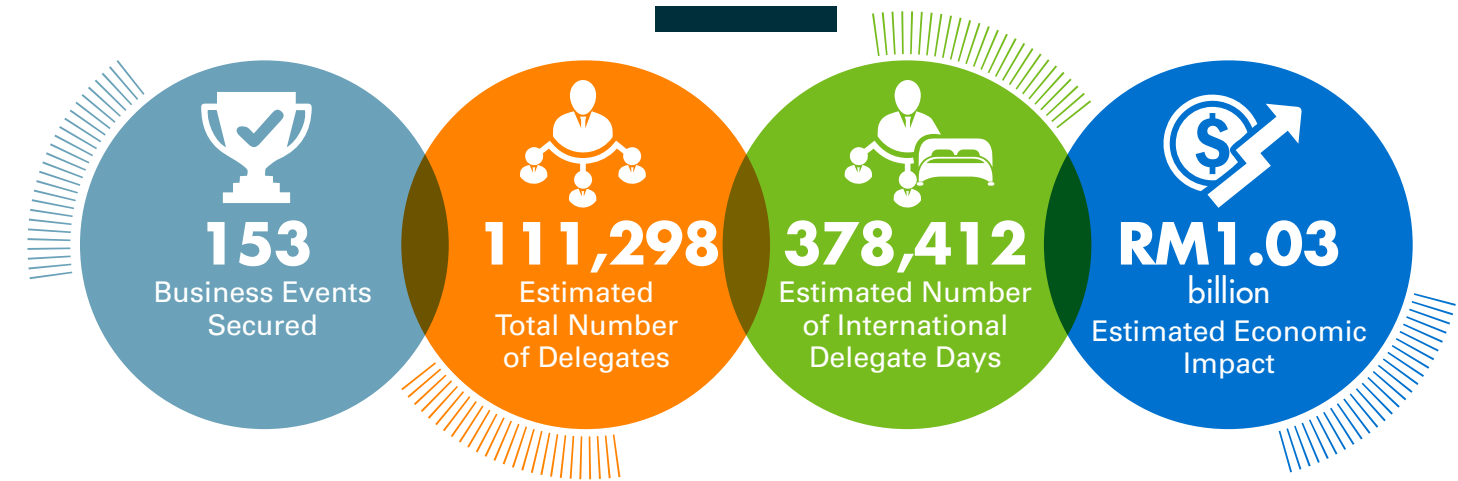 153
Business Events
Secured
111,298
Estimated
Total Number
of Delegates
378,412
Estimated Number
of International
Delegate Days
$
RM1.03
billion
Estimated Economic
Impact